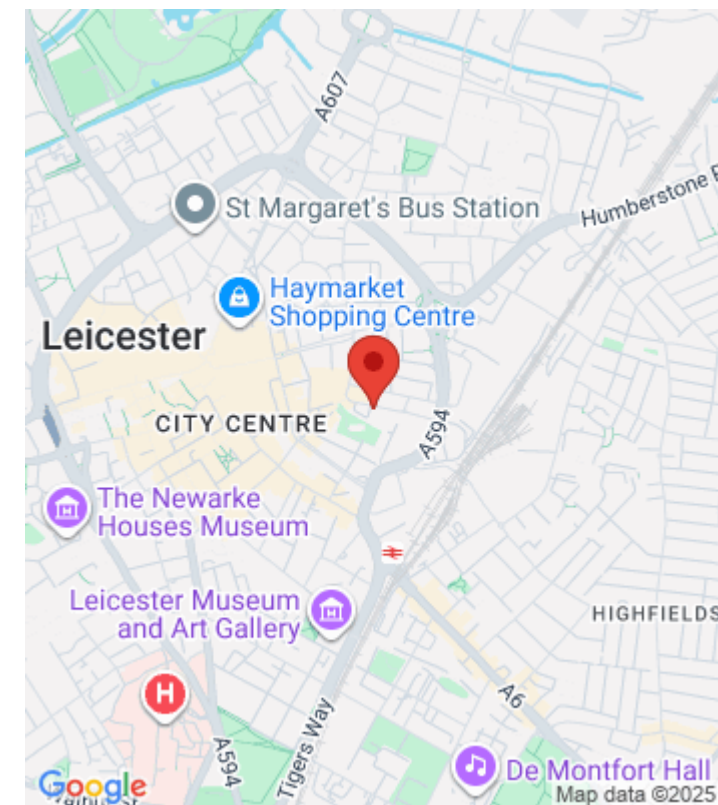 A607
St Margaret's Bus Station
Humberstone
Haymarket
Shopping Centre
Leicester
CITY CENTRE
A594
The Newarke
Houses Museum
Leicester Museum
and Art Gallery
HIGHFIELDS
H
A6
Tigers Way
A594
De Montfort Hall
Google
Map data ©2025